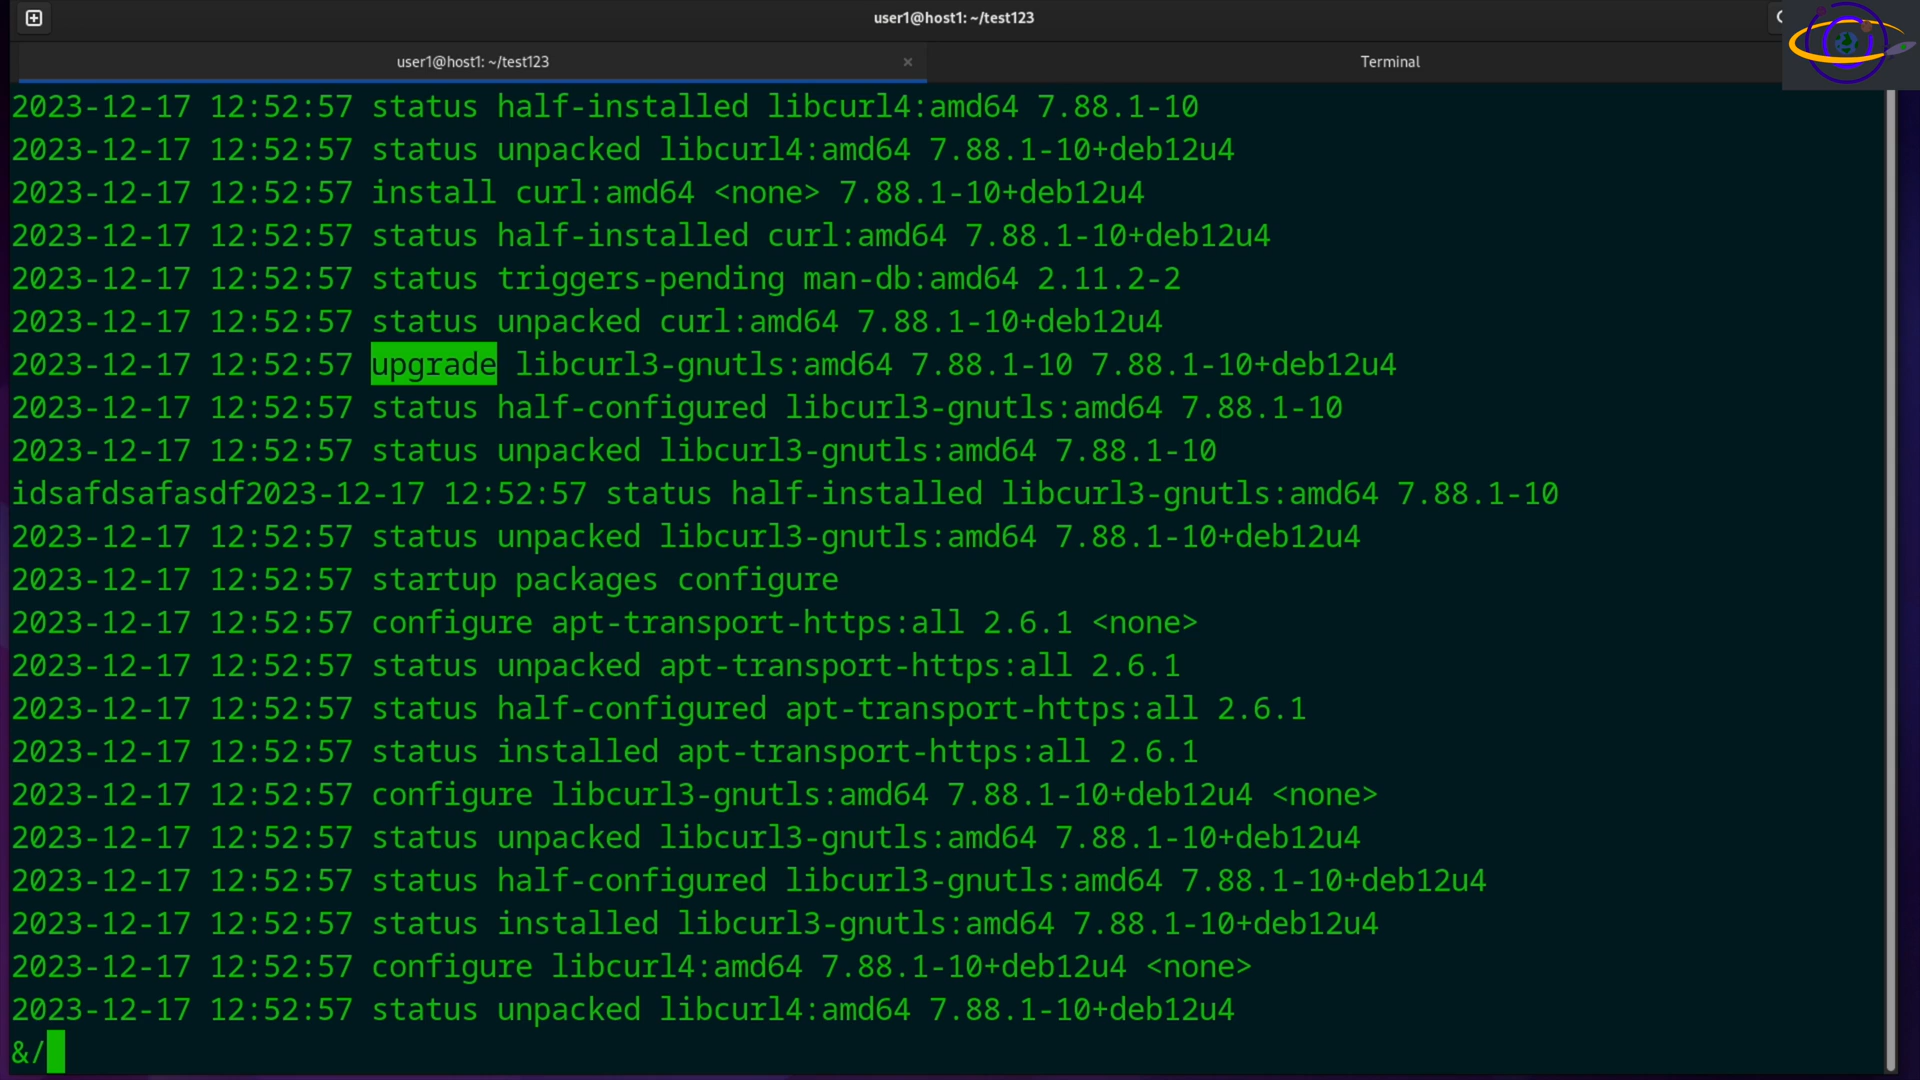 user1@host1: ~/test123
user1@host1: ~/test123 ×
Terminal
2023-12-17 12:52:57 status half-installed libcurl4:amd64 7.88.1-10
2023-12-17 12:52:57 status unpacked libcurl4:amd64 7.88.1-10+deb12u4
2023-12-17 12:52:57 install curl:amd64 <none> 7.88.1-10+deb12u4
2023-12-17 12:52:57 status half-installed curl:amd64 7.88.1-10+deb12u4
2023-12-17 12:52:57 status triggers-pending man-db:amd64 2.11.2-2
2023-12-17 12:52:57 status unpacked curl:amd64 7.88.1-10+deb12u4
2023-12-17 12:52:57 upgrade libcurl3-gnutls:amd64 7.88.1-10 7.88.1-10+deb12u4
2023-12-17 12:52:57 status half-configured libcurl3-gnutls:amd64 7.88.1-10
2023-12-17 12:52:57 status unpacked libcurl3-gnutls:amd64 7.88.1-10
idsafdsafasdf2023-12-17 12:52:57 status half-installed libcurl3-gnutls:amd64 7.88.1-10
2023-12-17 12:52:57 status unpacked libcurl3-gnutls:amd64 7.88.1-10+deb12u4
2023-12-17 12:52:57 startup packages configure
2023-12-17 12:52:57 configure apt-transport-https:all 2.6.1 <none>
2023-12-17 12:52:57 status unpacked apt-transport-https:all 2.6.1
2023-12-17 12:52:57 status half-configured apt-transport-https:all 2.6.1
2023-12-17 12:52:57 status installed apt-transport-https:all 2.6.1
2023-12-17 12:52:57 configure libcurl3-gnutls:amd64 7.88.1-10+deb12u4 <none>
2023-12-17 12:52:57 status unpacked libcurl3-gnutls:amd64 7.88.1-10+deb12u4
2023-12-17 12:52:57 status half-configured libcurl3-gnutls:amd64 7.88.1-10+deb12u4
2023-12-17 12:52:57 status installed libcurl3-gnutls:amd64 7.88.1-10+deb12u4
2023-12-17 12:52:57 configure libcurl4:amd64 7.88.1-10+deb12u4 <none>
2023-12-17 12:52:57 status unpacked libcurl4:amd64 7.88.1-10+deb12u4
&/